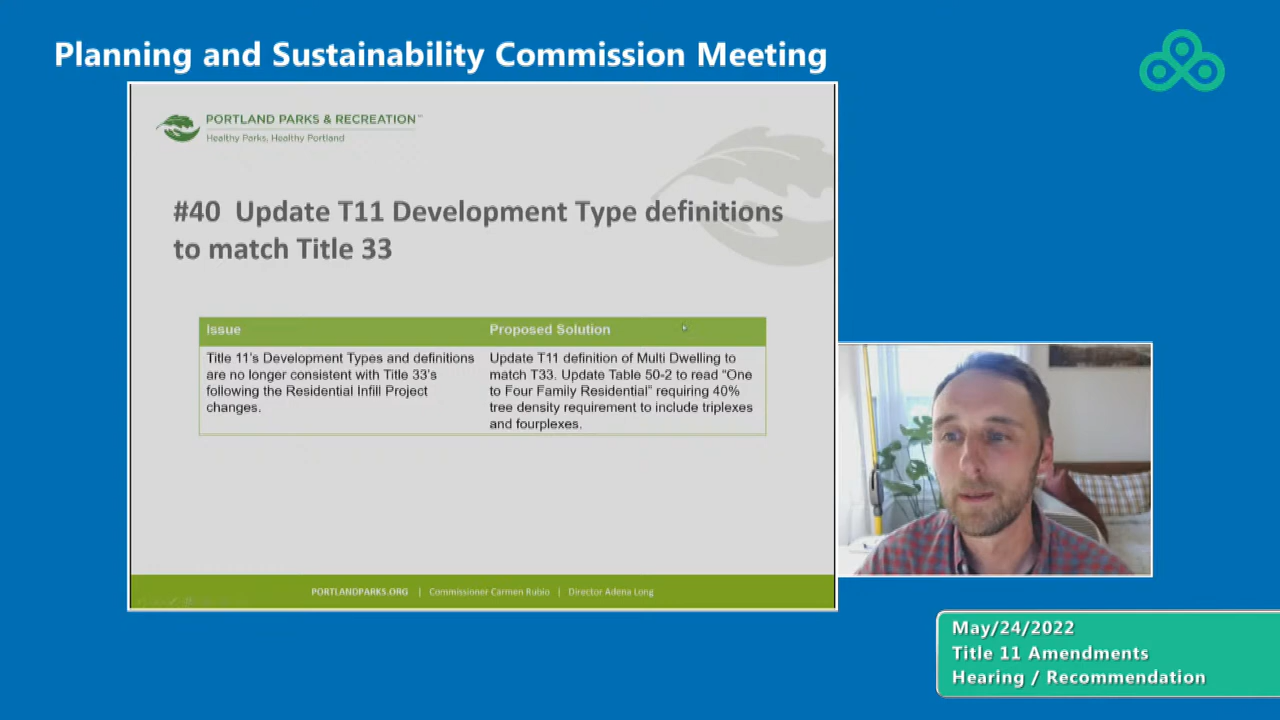 Planning and Sustainability Commission Meeting
PORTLAND PARKS & RECREATION
Healthy Parks, Healthy Portland
#40 Update T11 Development Type definitions
to match Title 33
Issue
Title 11's Development Types and definitions
are no longer consistent with Title 33's
following the Residential Infill Project
changes.
Proposed Solution
Update T11 definition of Multi Dwelling to
match T33. Update Table 50-2 to read "One
to Four Family Residential" requiring 40%
tree density requirement to include triplexes
and fourplexes.
PORTLANDPARKS.ORG | Commissioner Carmen Rubio | Director Adena Long
May/24/2022
Title 11 Amendments
Hearing / Recommendation